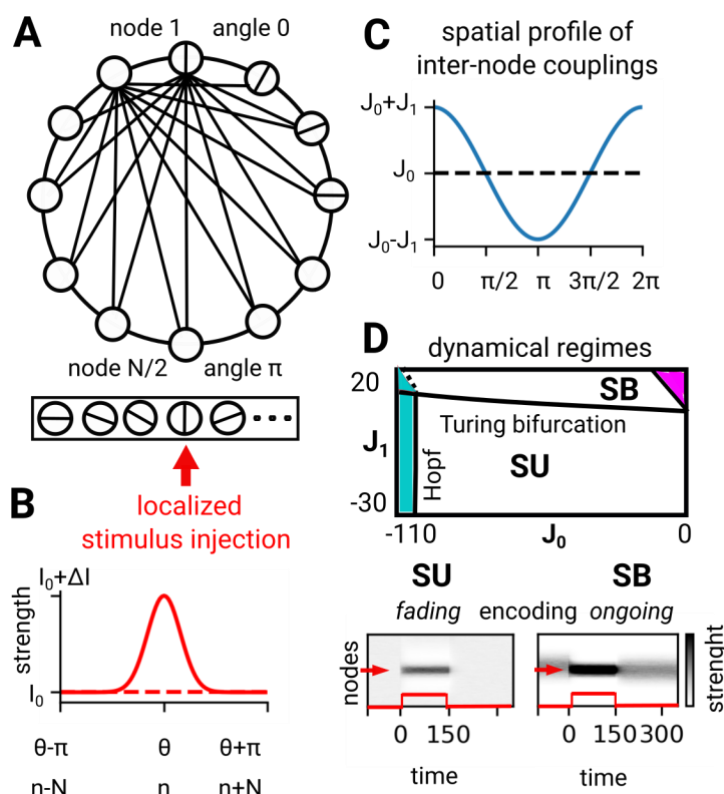 A
node 1 angle 0
node N/2 angle π
localized
stimulus injection
B
I₀+ΔI
strength
I₀
θ-π θ θ+π
n-N n n+N
C
spatial profile of
inter-node couplings
J₀+J₁
J₀
J₀-J₁
0 π/2 π 3π/2 2π
D
dynamical regimes
20
J₁
-30
SB
Turing bifurcation
SU
Hopf
-110 J₀ 0
SU SB
fading encoding ongoing
nodes
strenght
0 150 0 150 300
time time